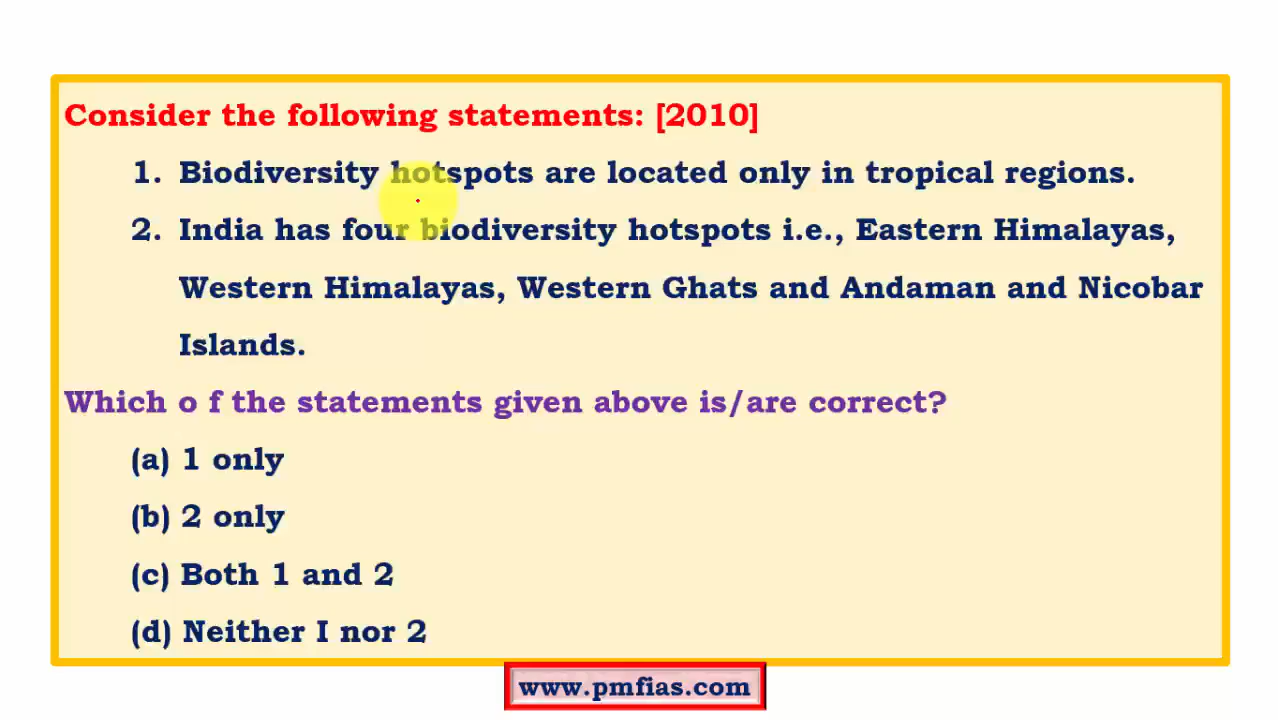 Consider the following statements: [2010]
1. Biodiversity hotspots are located only in tropical regions.
2. India has four biodiversity hotspots i.e., Eastern Himalayas,
Western Himalayas, Western Ghats and Andaman and Nicobar
Islands.
Which o f the statements given above is/are correct?
(a) 1 only
(b) 2 only
(c) Both 1 and 2
(d) Neither I nor 2
www.pmfias.com